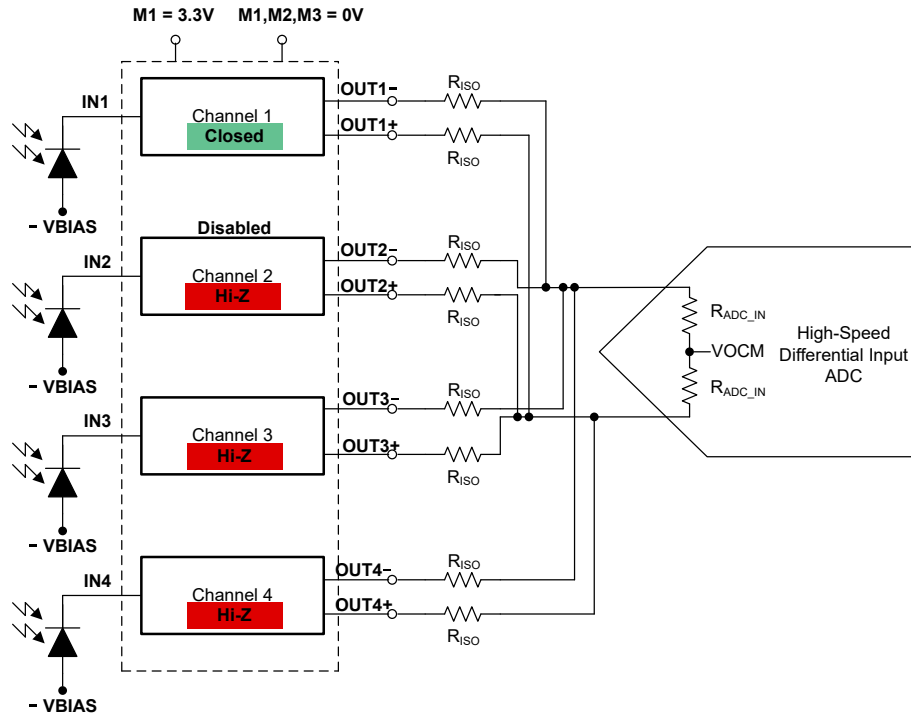 M1 = 3.3V
M1,M2,M3 = 0V
IN1
Channel 1
Closed
OUT1−
OUT1+
RISO
RISO
− VBIAS
Disabled
IN2
Channel 2
Hi-Z
OUT2−
OUT2+
RISO
RISO
− VBIAS
RADC_IN
VOCM
RADC_IN
High-Speed
Differential Input
ADC
IN3
Channel 3
Hi-Z
OUT3−
OUT3+
RISO
RISO
− VBIAS
IN4
Channel 4
Hi-Z
OUT4−
OUT4+
RISO
RISO
− VBIAS